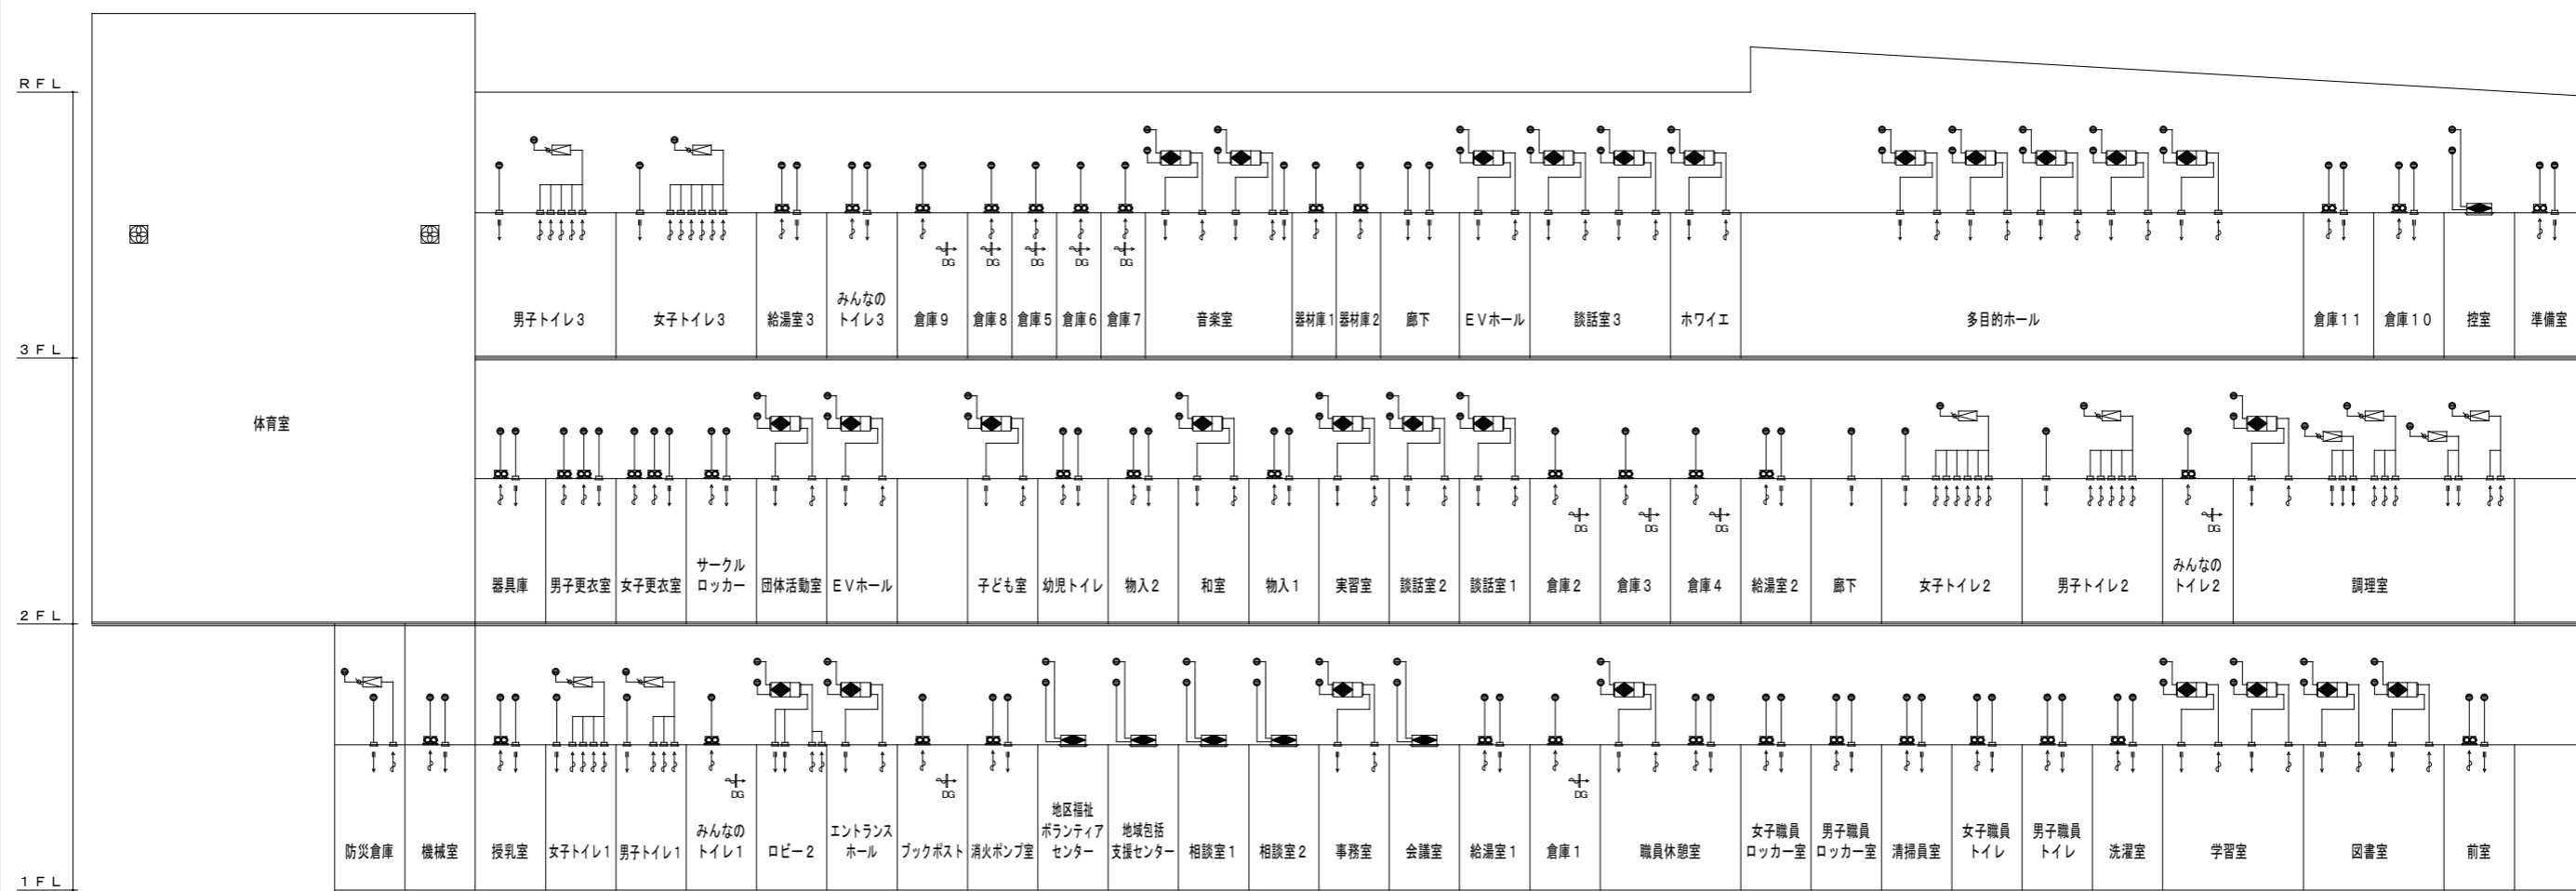 RFL
DG
DG
DG
DG
DG
男子トイレ3
女子トイレ3
給湯室3
みんなの
トイレ3
倉庫9
倉庫8
倉庫5
倉庫6
倉庫7
音楽室
器材庫1
器材庫2
廊下
EVホール
談話室3
ホワイエ
多目的ホール
倉庫11
倉庫10
控室
準備室
3FL
体育室
DG
DG
DG
DG
器具庫
男子更衣室
女子更衣室
サークル
ロッカー
団体活動室
EVホール
子ども室
幼児トイレ
物入2
和室
物入1
実習室
談話室2
談話室1
倉庫2
倉庫3
倉庫4
給湯室2
廊下
女子トイレ2
男子トイレ2
みんなの
トイレ2
調理室
2FL
DG
DG
DG
防災倉庫
機械室
授乳室
女子トイレ1
男子トイレ1
みんなの
トイレ1
ロビー2
エントランス
ホール
ブックポスト
消火ポンプ室
地区福祉
ボランティア
センター
地域包括
支援センター
相談室1
相談室2
事務室
会議室
給湯室1
倉庫1
職員休憩室
女子職員
ロッカー室
男子職員
ロッカー室
清掃員室
女子職員
トイレ
男子職員
トイレ
洗濯室
学習室
図書室
前室
1FL